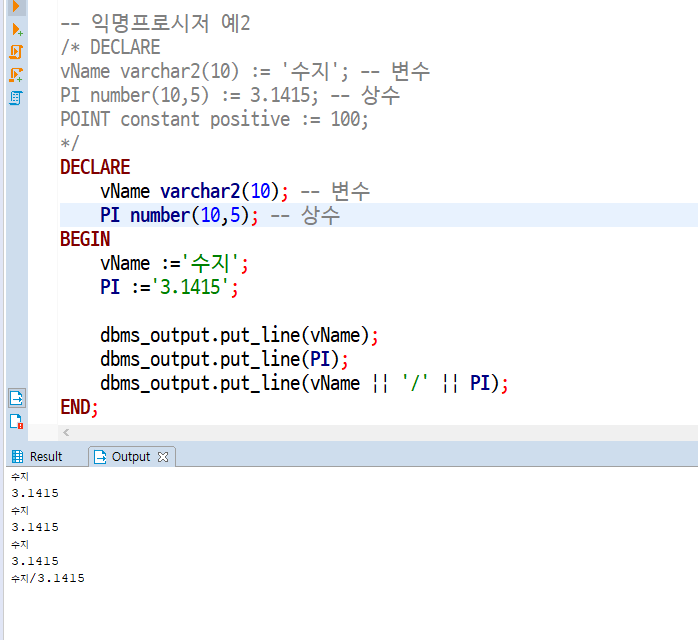 -- 익명프로시저 예2
/* DECLARE
vName varchar2(10) := '수지'; -- 변수
PI number(10,5) := 3.1415; -- 상수
POINT constant positive := 100;
*/
DECLARE
    vName varchar2(10); -- 변수
    PI number(10,5); -- 상수
BEGIN
    vName :='수지';
    PI :='3.1415';

    dbms_output.put_line(vName);
    dbms_output.put_line(PI);
    dbms_output.put_line(vName || '/' || PI);
END;
Result Output
수지
3.1415
수지
3.1415
수지
3.1415
수지/3.1415